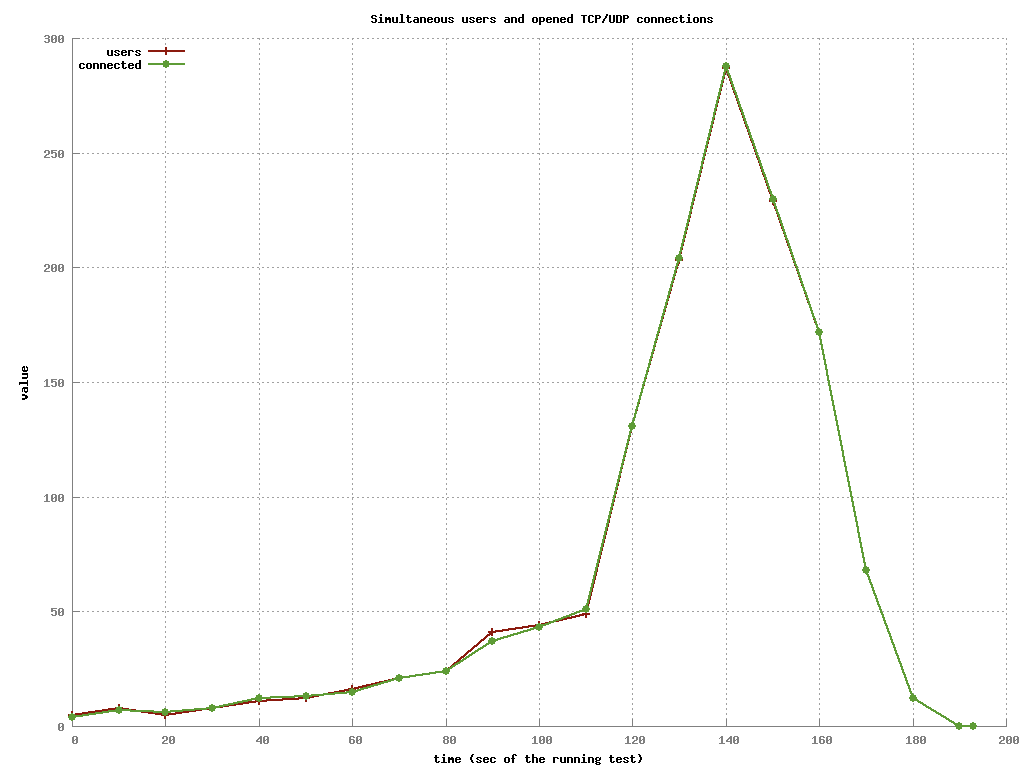 Simultaneous users and opened TCP/UDP connections
300
users
connected
250
200
value
150
100
50
0
0 20 40 60 80 100 120 140 160 180 200
time (sec of the running test)